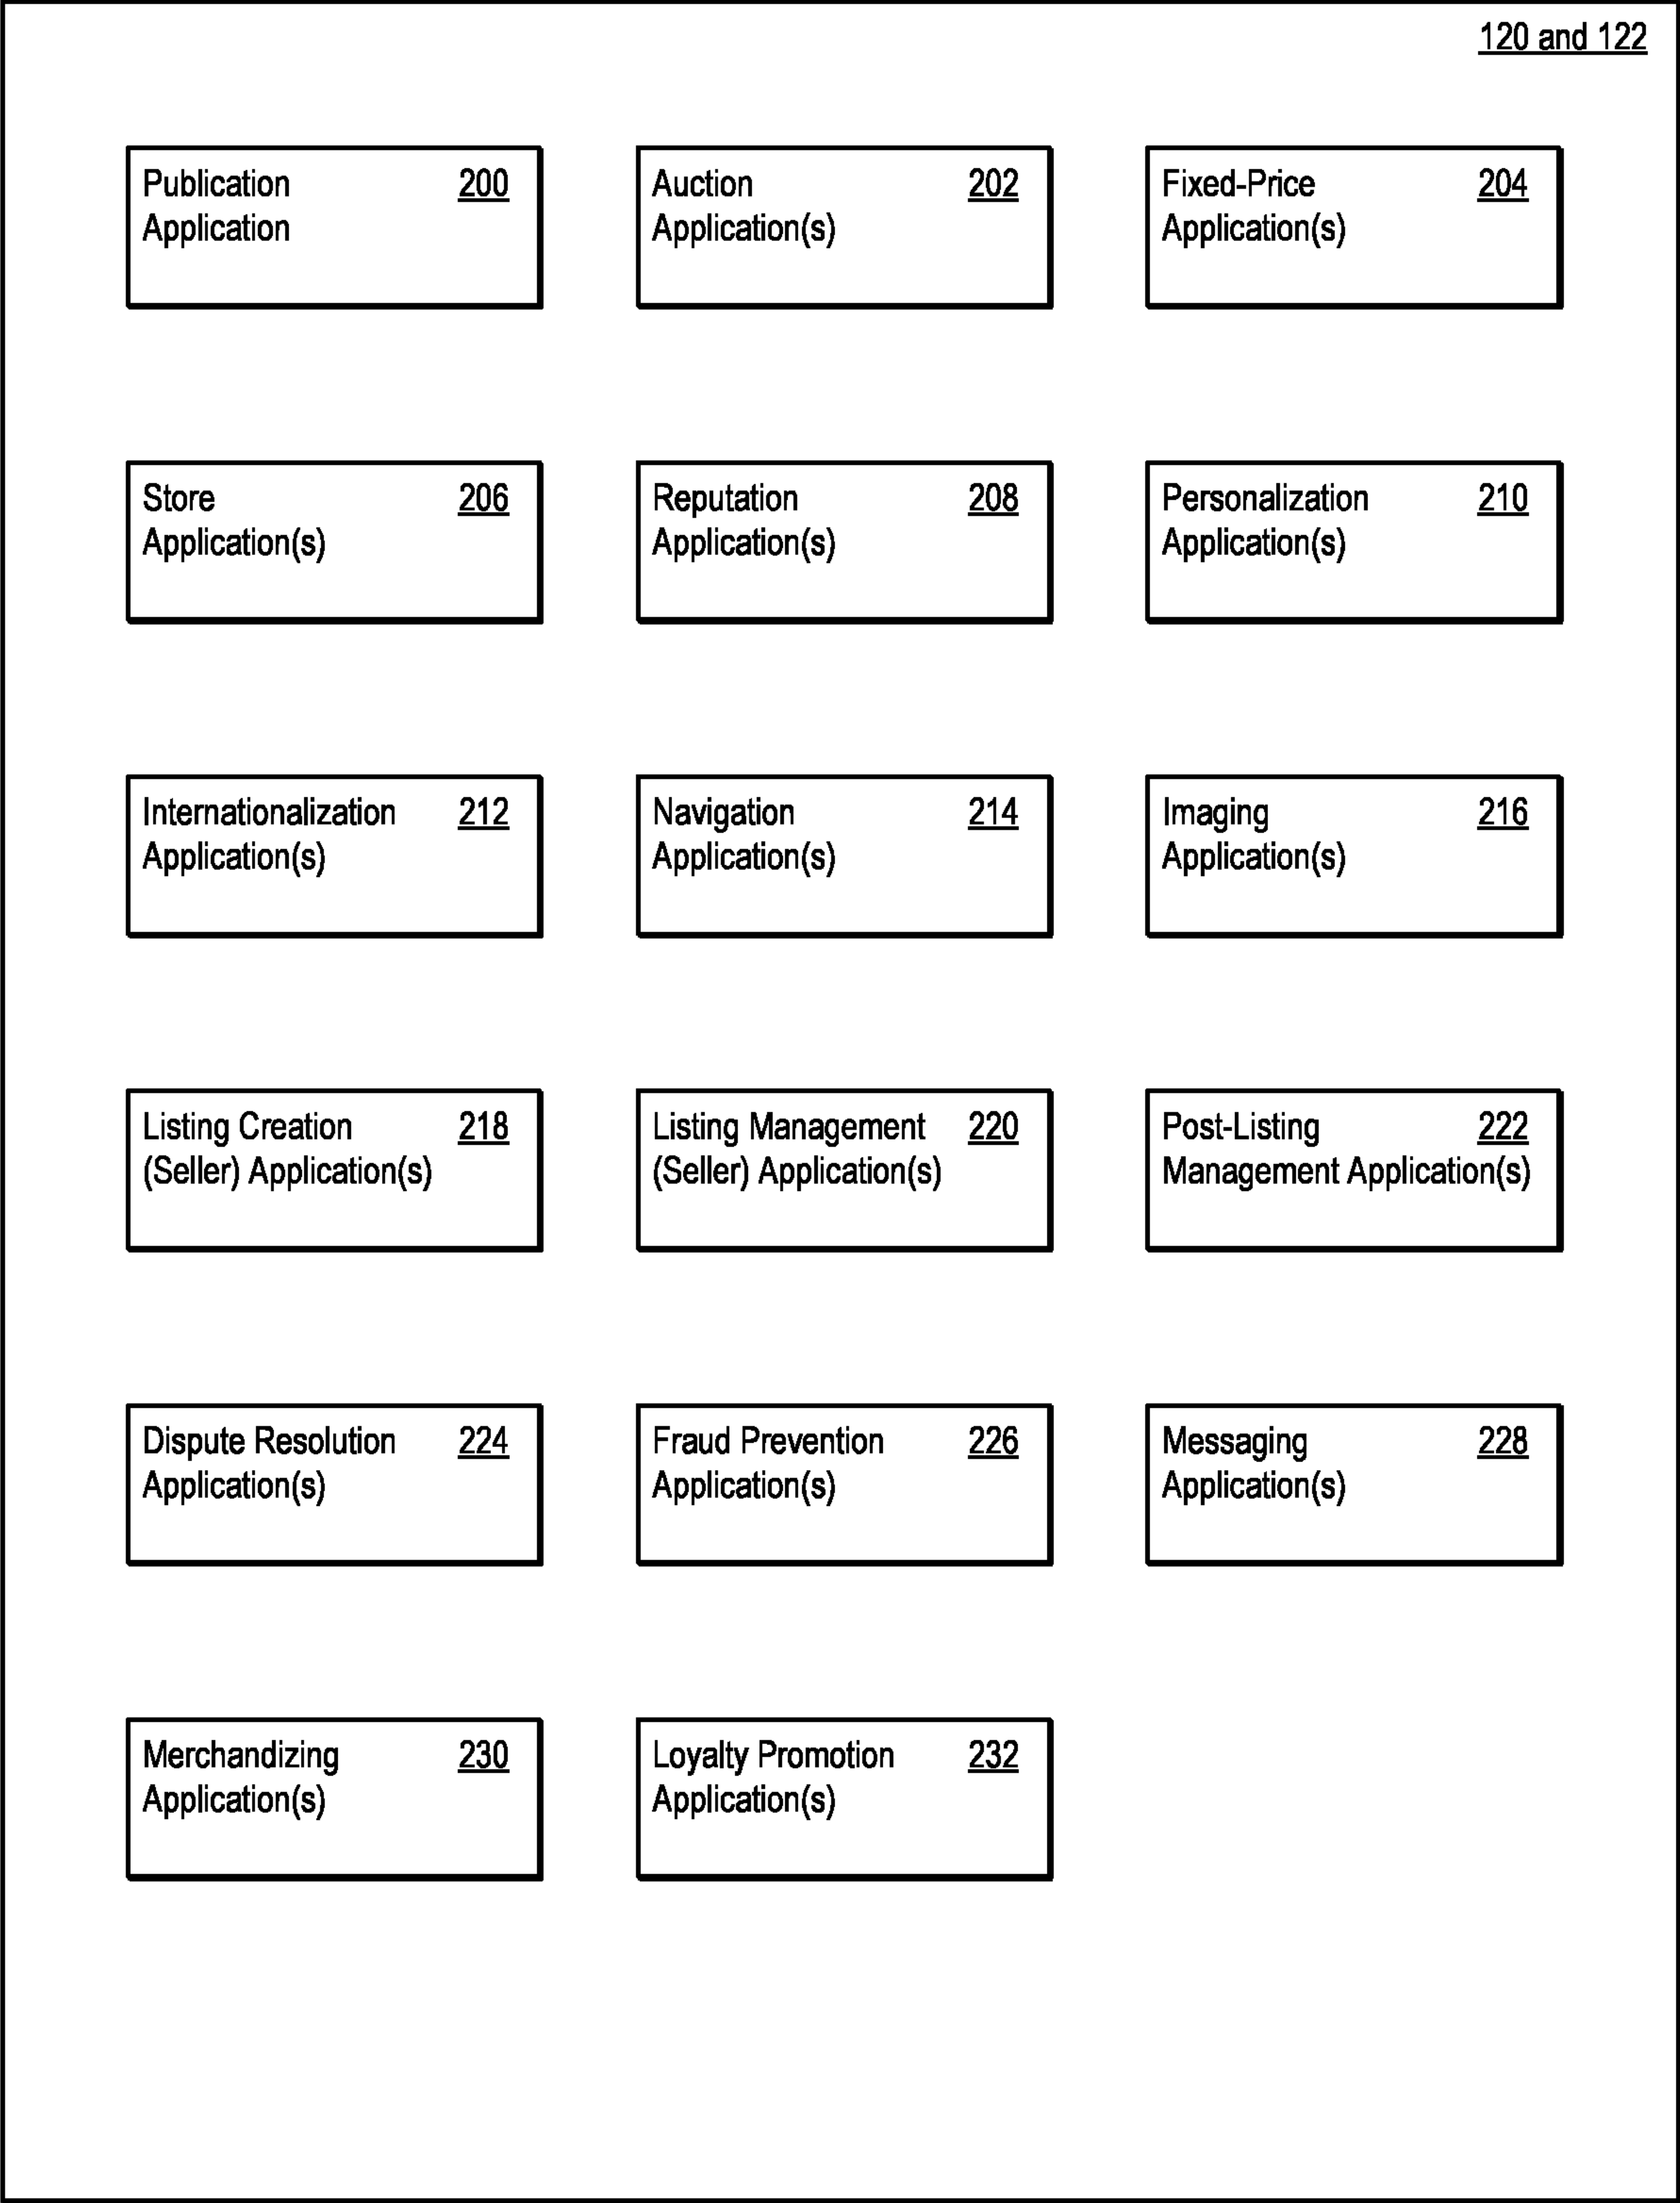 120 and 122
Publication 200
Application
Auction 202
Application(s)
Fixed-Price 204
Application(s)
Store 206
Application(s)
Reputation 208
Application(s)
Personalization 210
Application(s)
Internationalization 212
Application(s)
Navigation 214
Application(s)
Imaging 216
Application(s)
Listing Creation 218
(Seller) Application(s)
Listing Management 220
(Seller) Application(s)
Post-Listing 222
Management Application(s)
Dispute Resolution 224
Application(s)
Fraud Prevention 226
Application(s)
Messaging 228
Application(s)
Merchandizing 230
Application(s)
Loyalty Promotion 232
Application(s)